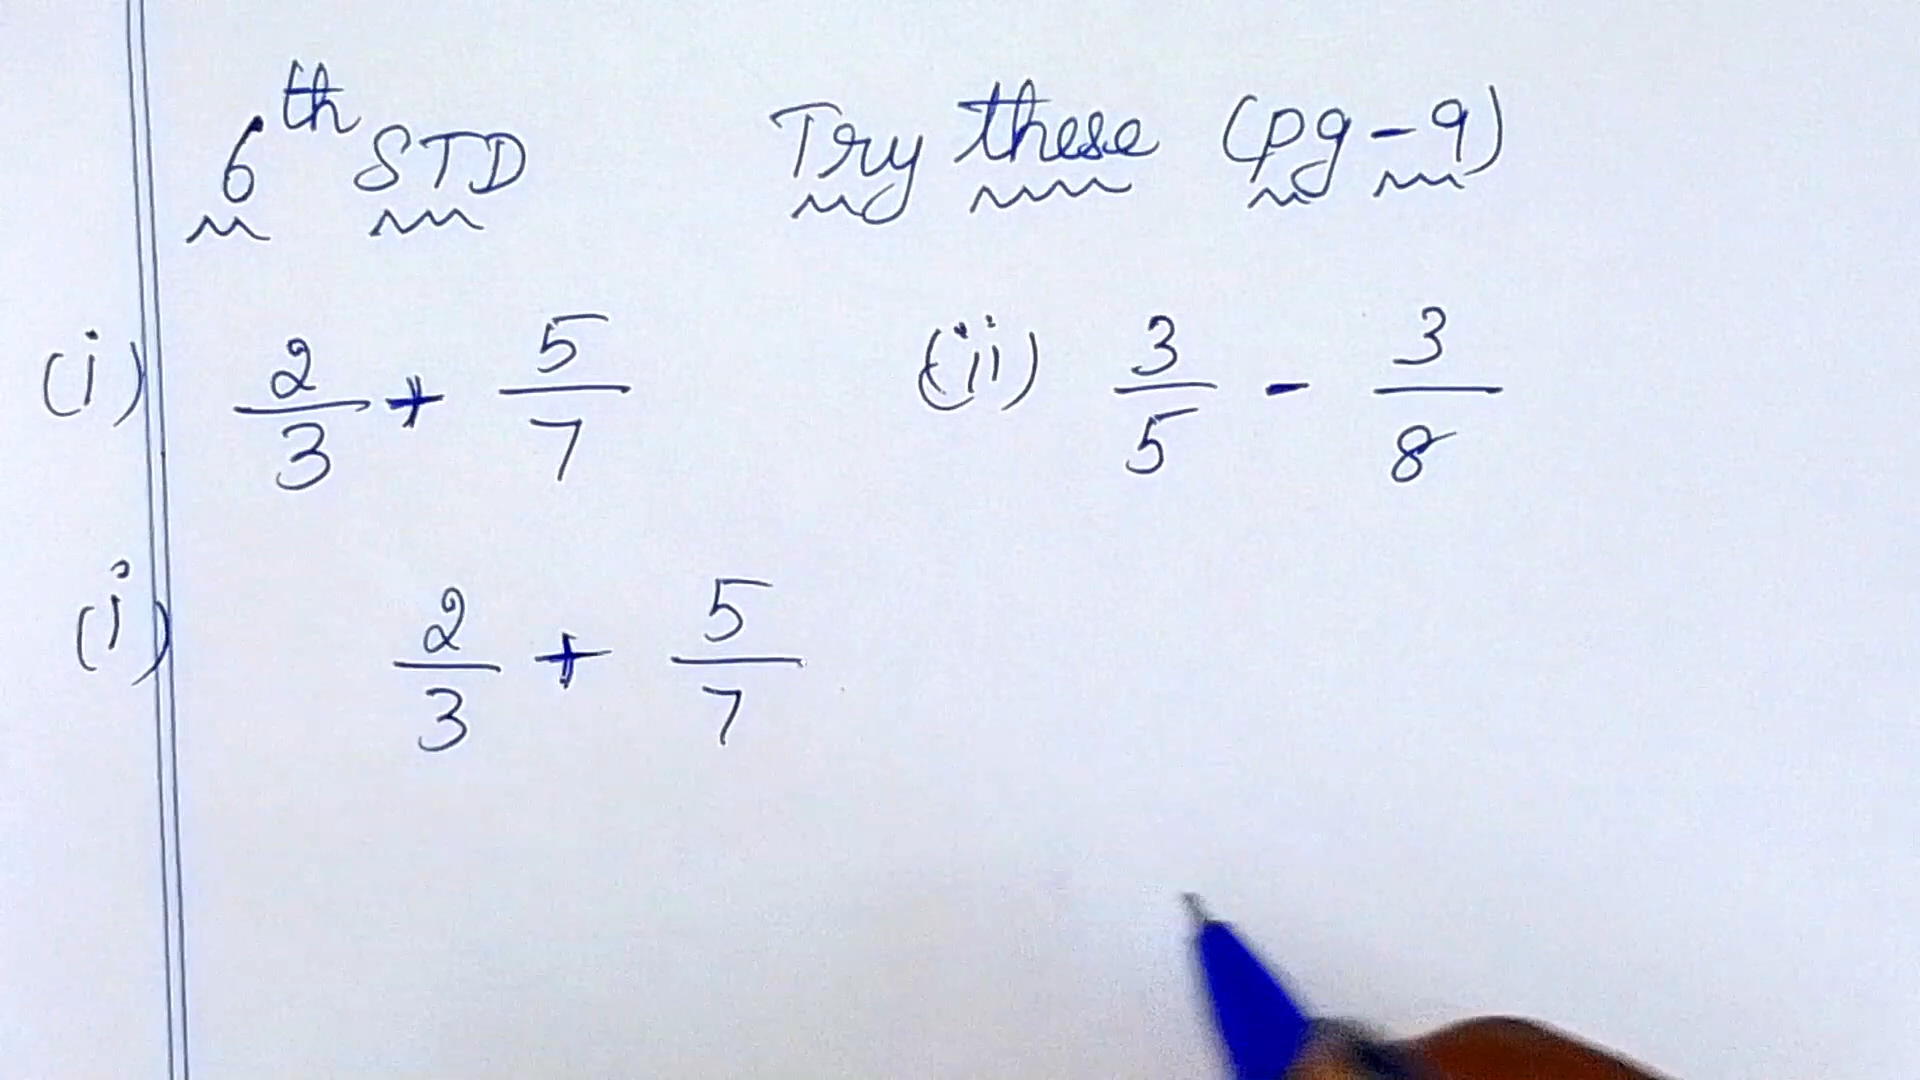 6th STD Try these (pg-9)
(i) 2/3 + 5/7 (ii) 3/5 - 3/8
(i) 2/3 + 5/7